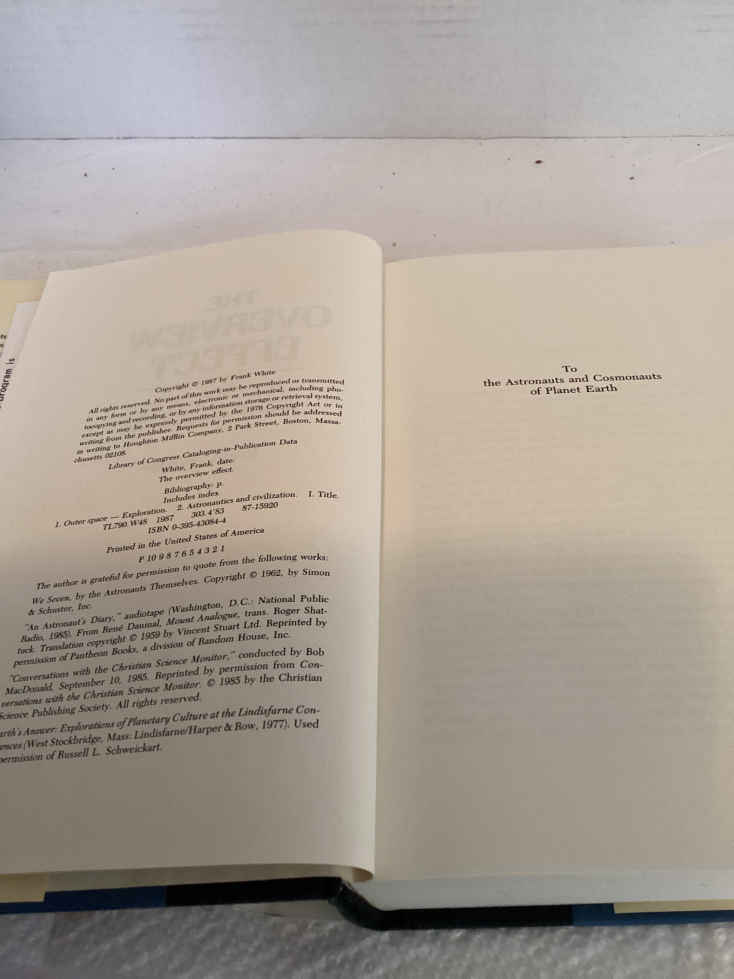 THE
OVERVIEW
EFFECT
Copyright © 1987 by Frank White
All rights reserved. No part of this work may be reproduced or transmitted
in any form or by any means, electronic or mechanical, including pho-
tocopying and recording, or by any information storage or retrieval system,
except as may be expressly permitted by the 1976 Copyright Act or in
writing from the publisher. Requests for permission should be addressed
in writing to Houghton Mifflin Company, 2 Park Street, Boston, Massa-
chusetts 02108.
Library of Congress Cataloging-in-Publication Data
White, Frank, date.
The overview effect.
Bibliography: p.
Includes index.
1. Outer space — Exploration. 2. Astronautics and civilization. I. Title.
TL790.W48 1987 303.4'83 87-15920
ISBN 0-395-43084-4
Printed in the United States of America
P 10 9 8 7 6 5 4 3 2 1
The author is grateful for permission to quote from the following works:
We Seven, by the Astronauts Themselves. Copyright © 1962, by Simon
& Schuster, Inc.
"An Astronaut's Diary," audiotape (Washington, D.C.: National Public
Radio, 1985). From René Daumal, Mount Analogue, trans. Roger Shat-
tuck. Translation copyright © 1959 by Vincent Stuart Ltd. Reprinted by
permission of Pantheon Books, a division of Random House, Inc.
"Conversations with the Christian Science Monitor," conducted by Bob
MacDonald, September 10, 1985. Reprinted by permission from Con-
versations with the Christian Science Monitor. © 1985 by the Christian
Science Publishing Society. All rights reserved.
arth's Answer: Explorations of Planetary Culture at the Lindisfarne Con-
ences (West Stockbridge, Mass: Lindisfarne/Harper & Row, 1977). Used
permission of Russell L. Schweickart.
program is
To
the Astronauts and Cosmonauts
of Planet Earth